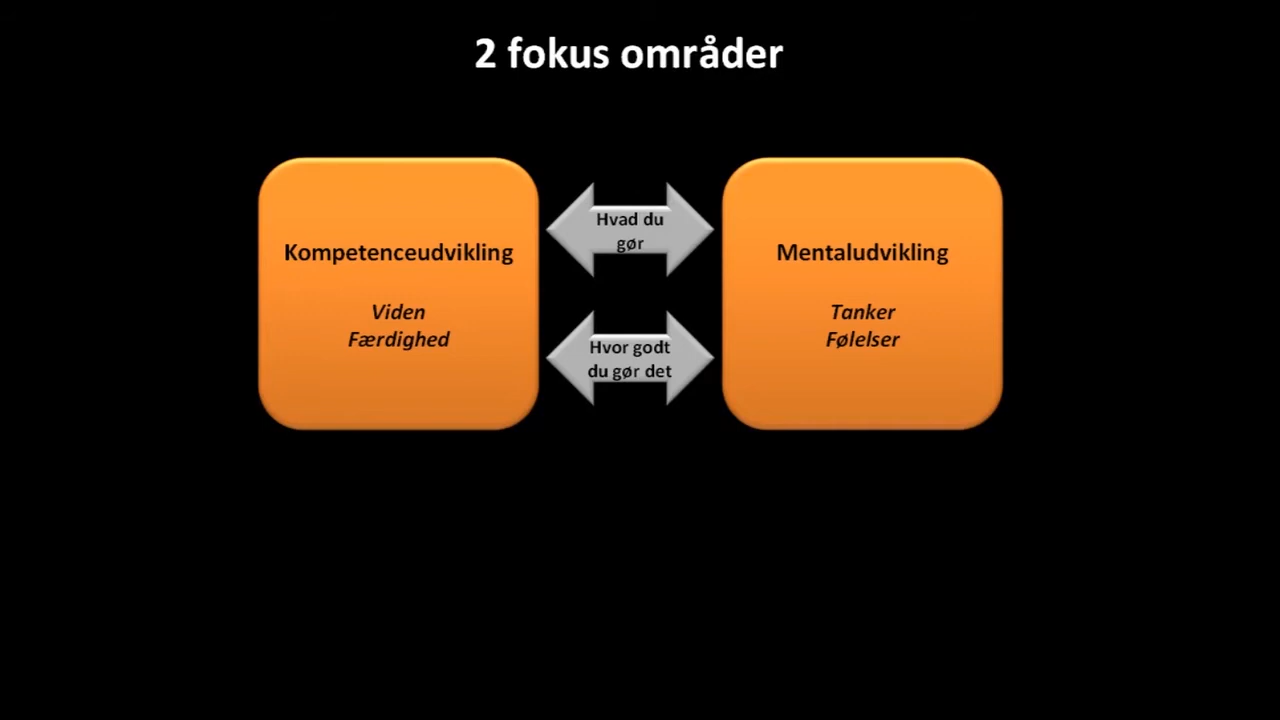 2 fokus områder
Kompetenceudvikling
Viden
Færdighed
Hvad du
gør
Hvor godt
du gør det
Mentaludvikling
Tanker
Følelser